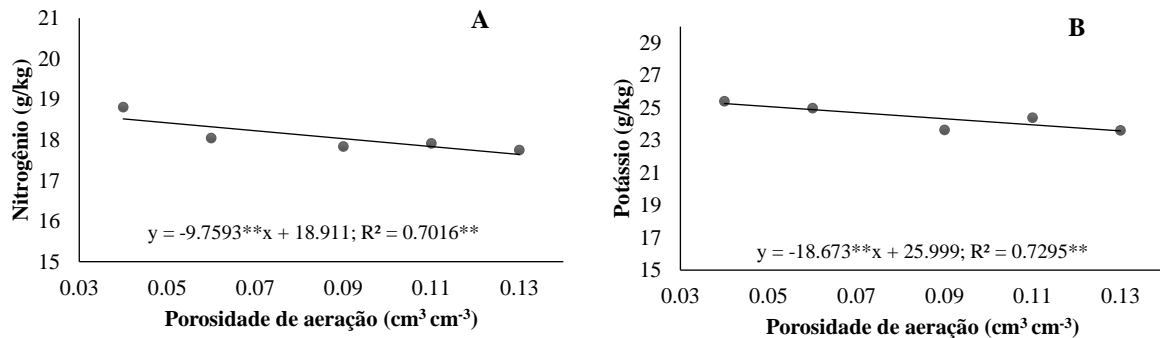 A
Nitrogênio (g/kg)
21
20
19
18
17
16
15
y = -9.7593**x + 18.911; R² = 0.7016**
0.03 0.05 0.07 0.09 0.11 0.13
Porosidade de aeração (cm³ cm⁻³)
B
Potássio (g/kg)
29
27
25
23
21
19
17
15
y = -18.673**x + 25.999; R² = 0.7295**
0.03 0.05 0.07 0.09 0.11 0.13
Porosidade de aeração (cm³ cm⁻³)